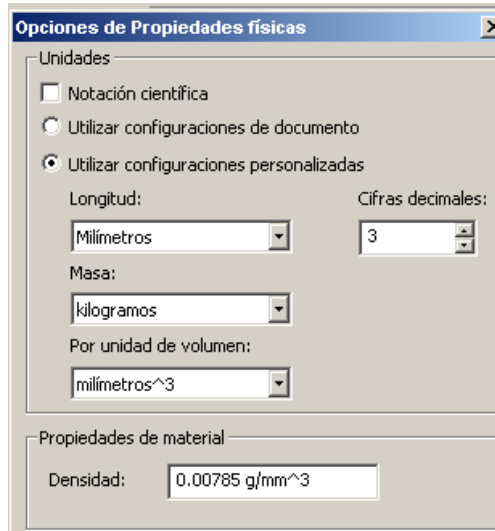 Opciones de Propiedades físicas
Unidades
Notación científica
Utilizar configuraciones de documento
Utilizar configuraciones personalizadas
Longitud: Cifras decimales:
Milímetros 3
Masa:
kilogramos
Por unidad de volumen:
milímetros^3
Propiedades de material
Densidad: 0.00785 g/mm^3